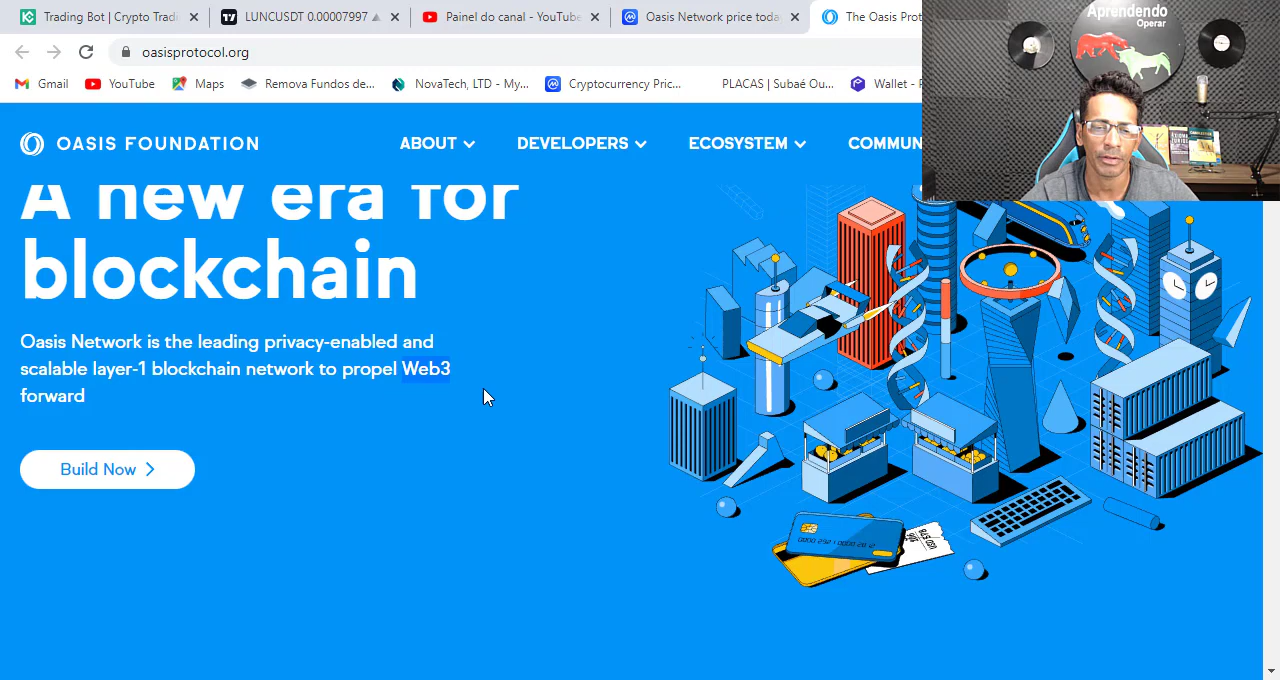 Trading Bot | Crypto Tradi
LUNCUSDT 0.00007997
Painel do canal - YouTube
Oasis Network price toda
The Oasis Prot
oasisprotocol.org
Gmail
YouTube
Maps
Remova Fundos de...
NovaTech, LTD - My...
Cryptocurrency Pric...
PLACAS | Subaé Ou...
Wallet -
Aprendendo
Operar
OASIS FOUNDATION
ABOUT
DEVELOPERS
ECOSYSTEM
COMMUN
A new era for
blockchain
Oasis Network is the leading privacy-enabled and
scalable layer-1 blockchain network to propel Web3
forward
Build Now